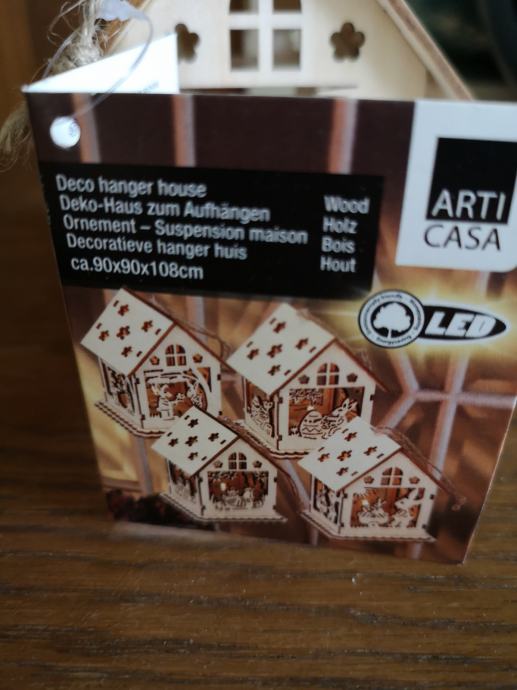 Deco hanger house Wood
Deko-Haus zum Aufhängen Holz
Ornement – Suspension maison Bois
Decoratieve hanger huis Hout
ca.90x90x108cm
ARTI
CASA
LED